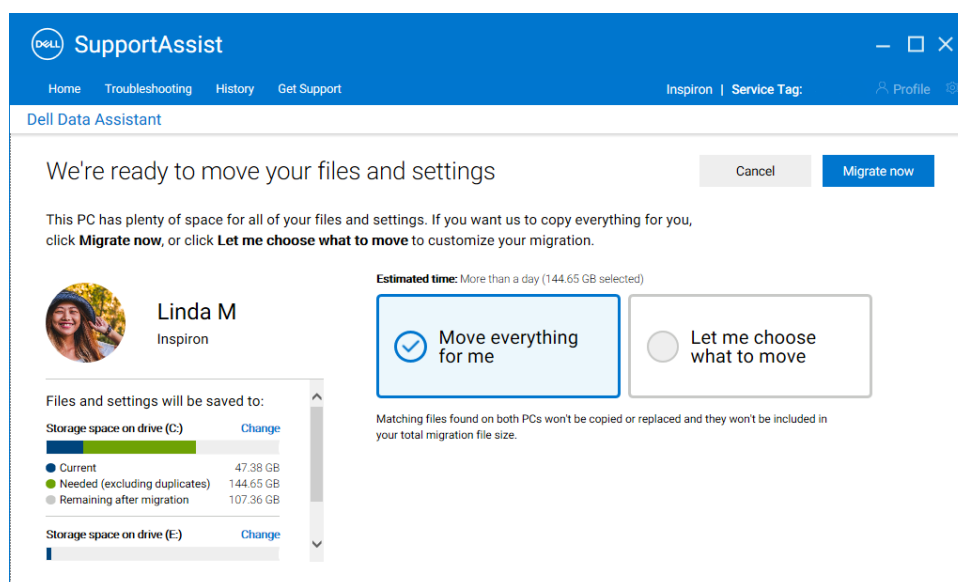 DELL SupportAssist
Home Troubleshooting History Get Support Inspiron | Service Tag: Profile
Dell Data Assistant
We're ready to move your files and settings
Cancel
Migrate now
This PC has plenty of space for all of your files and settings. If you want us to copy everything for you,
click Migrate now, or click Let me choose what to move to customize your migration.
Linda M
Inspiron
Files and settings will be saved to:
Storage space on drive (C:) Change
Current 47.38 GB
Needed (excluding duplicates) 144.65 GB
Remaining after migration 107.36 GB
Storage space on drive (E:) Change
Estimated time: More than a day (144.65 GB selected)
Move everything
for me
Let me choose
what to move
Matching files found on both PCs won't be copied or replaced and they won't be included in
your total migration file size.